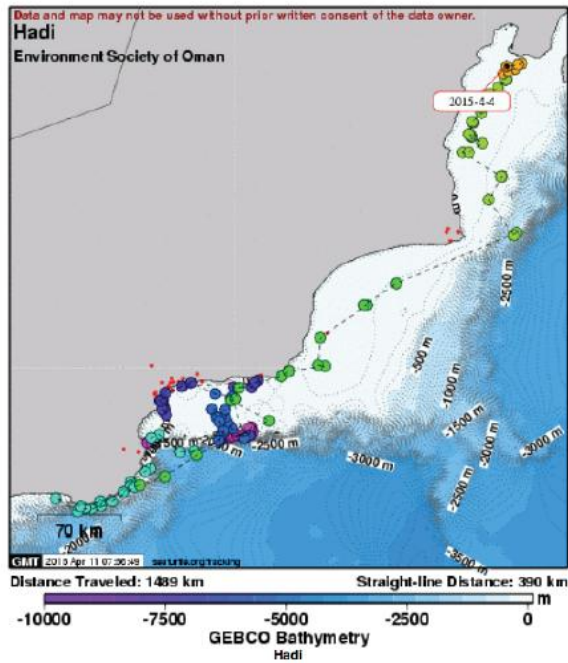 Data and map may not be used without prior written consent of the data owner.
Hadi
Environment Society of Oman
2015-4-4
-2500 m
-500 m
-1000 m
-1500 m
-2000 m
-2500 m
-3000 m
-3000 m
-2500 m
-3500 m
-2000 m
70 km
GMT 2015 Apr 11 07:56:49 seaturtle.org/tracking
Distance Traveled: 1489 km Straight-line Distance: 390 km
-10000 -7500 -5000 -2500 0 m
GEBCO Bathymetry
Hadi